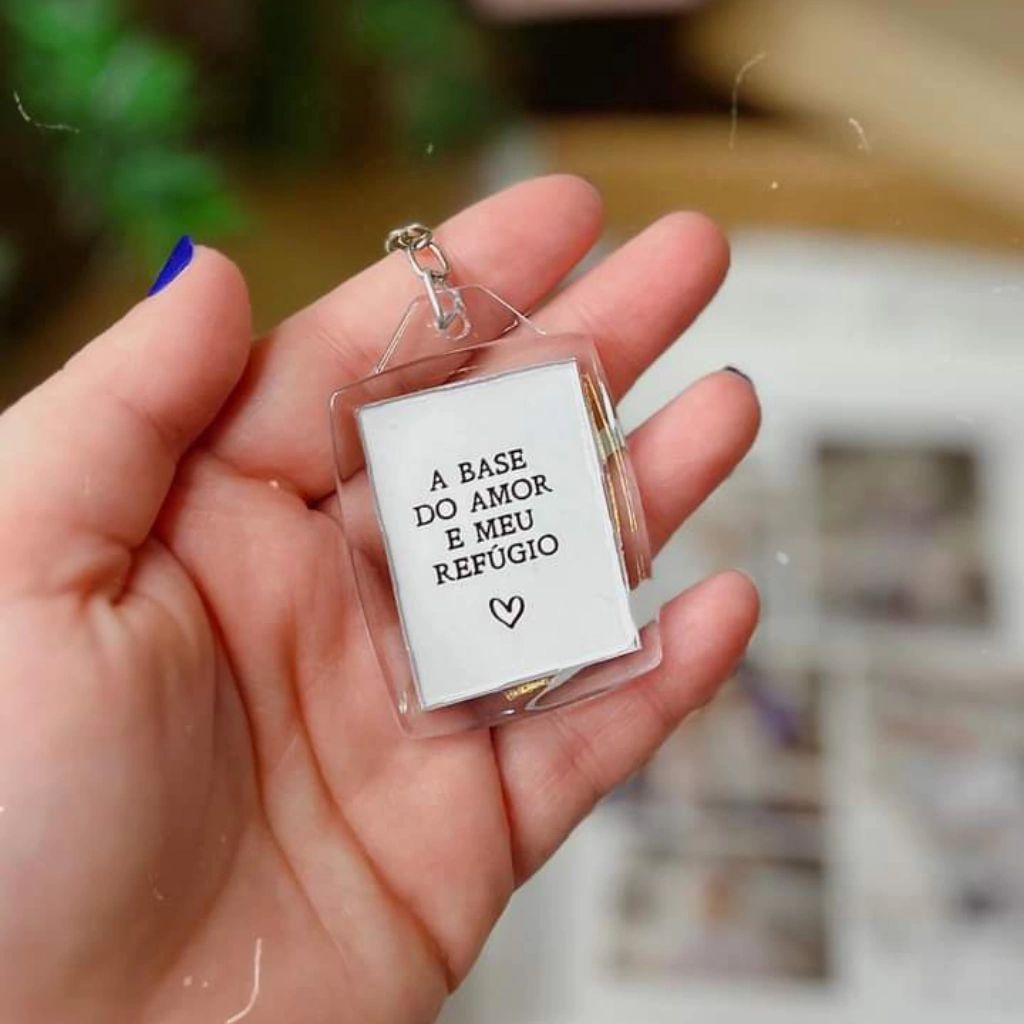 A BASE
DO AMOR
E MEU
REFÚGIO